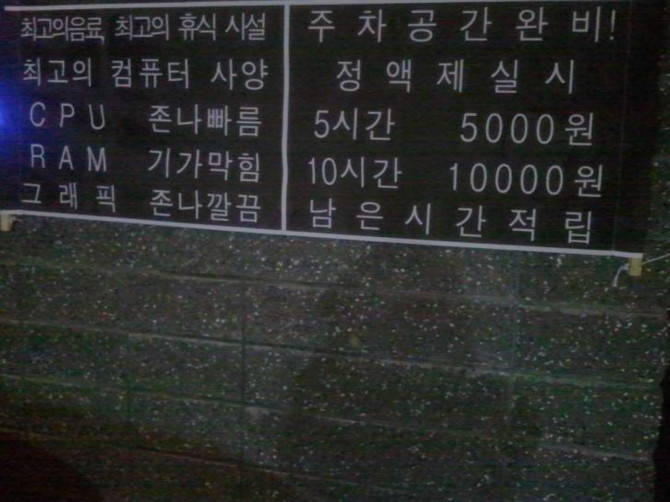 최고의음료, 최고의 휴식 시설
최고의 컴퓨터 사양
CPU 존나빠름
RAM 기가막힘
그래픽 존나깔끔
주차공간완비!
정액제실시
5시간 5000원
10시간 10000원
남은시간적립